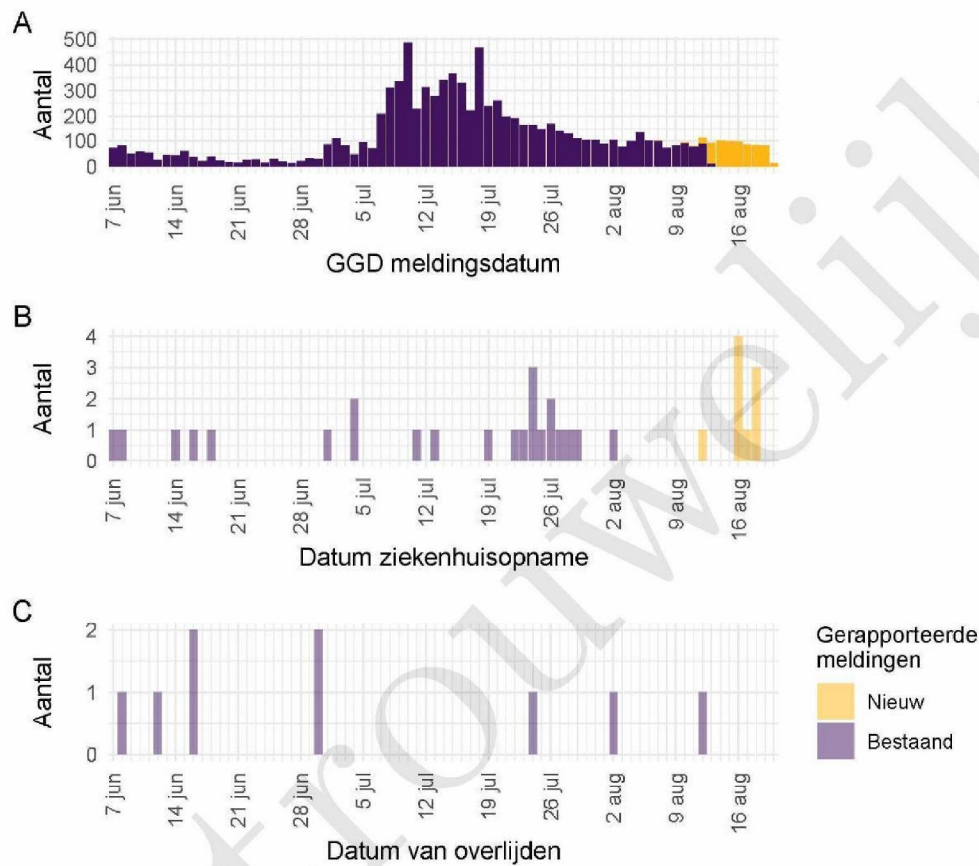 A
500
400
300
200
100
0
Aantal
7 jun
14 jun
21 jun
28 jun
5 jul
12 jul
19 jul
26 jul
2 aug
9 aug
16 aug
GGD meldingsdatum
B
4
3
2
1
0
Aantal
7 jun
14 jun
21 jun
28 jun
5 jul
12 jul
19 jul
26 jul
2 aug
9 aug
16 aug
Datum ziekenhuisopname
C
2
1
0
Aantal
7 jun
14 jun
21 jun
28 jun
5 jul
12 jul
19 jul
26 jul
2 aug
9 aug
16 aug
Datum van overlijden
Gerapporteerde
meldingen
Nieuw
Bestaand
trouwelij